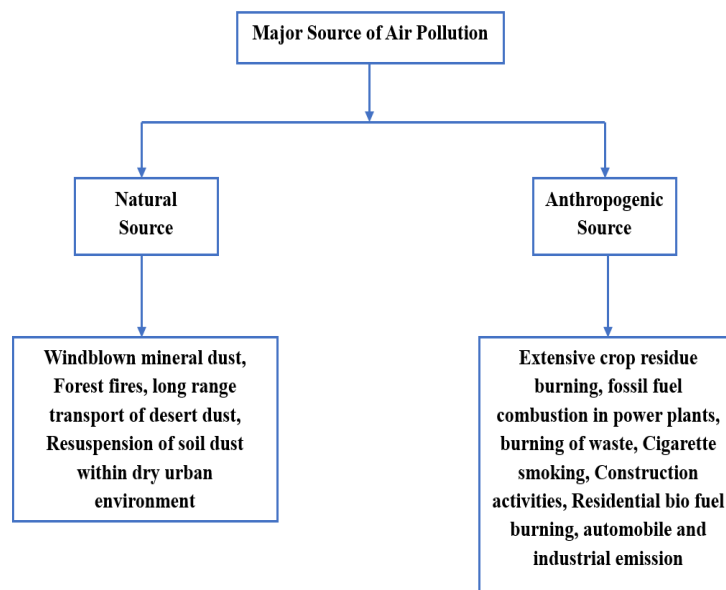 Major Source of Air Pollution
Natural
Source
Anthropogenic
Source
Windblown mineral dust,
Forest fires, long range
transport of desert dust,
Resuspension of soil dust
within dry urban
environment
Extensive crop residue
burning, fossil fuel
combustion in power plants,
burning of waste, Cigarette
smoking, Construction
activities, Residential bio fuel
burning, automobile and
industrial emission